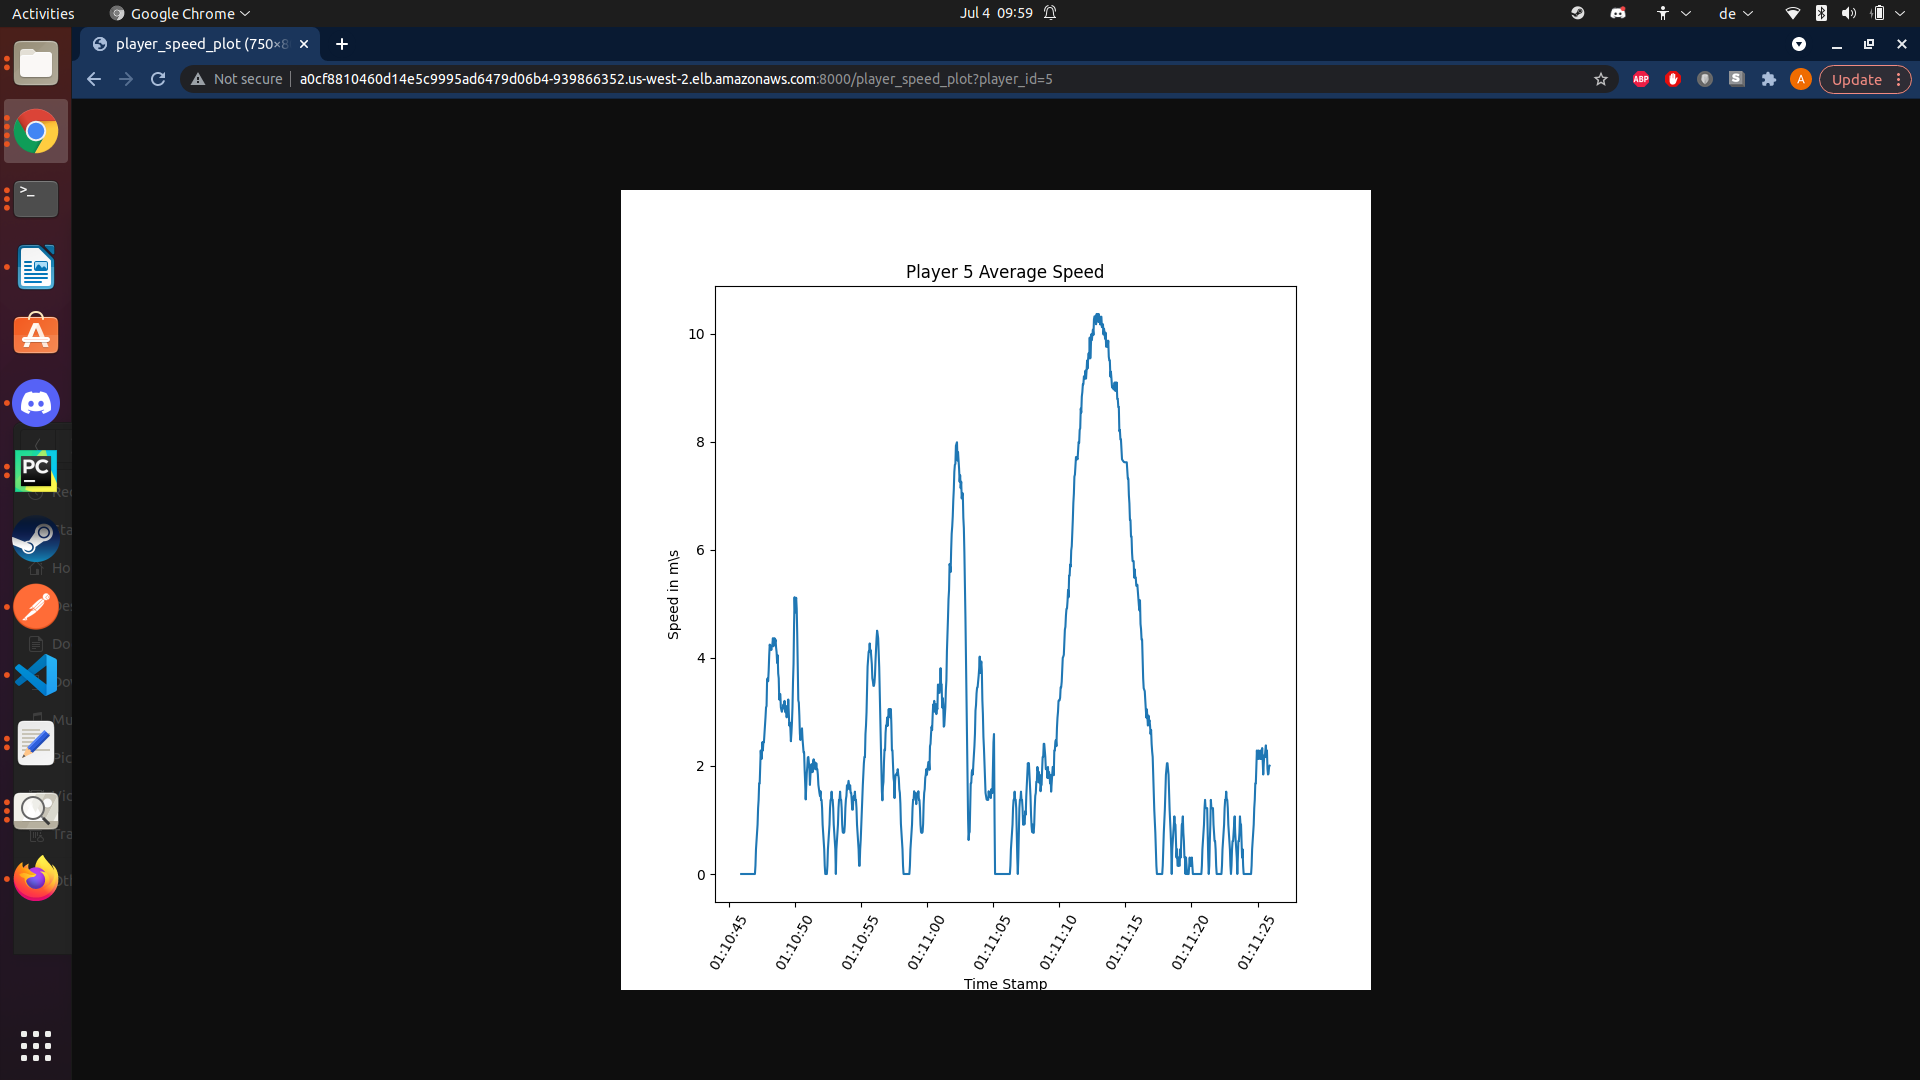 Activities
Google Chrome
Jul 4 09:59
de
player_speed_plot (750×8
Not secure
a0cf8810460d14e5c9995ad6479d06b4-939866352.us-west-2.elb.amazonaws.com:8000/player_speed_plot?player_id=5
ABP
S
A
Update
>_
PC
Player 5 Average Speed
Speed in m\s
10
8
6
4
2
0
01:10:45
01:10:50
01:10:55
01:11:00
01:11:05
01:11:10
01:11:15
01:11:20
01:11:25
Time Stamp